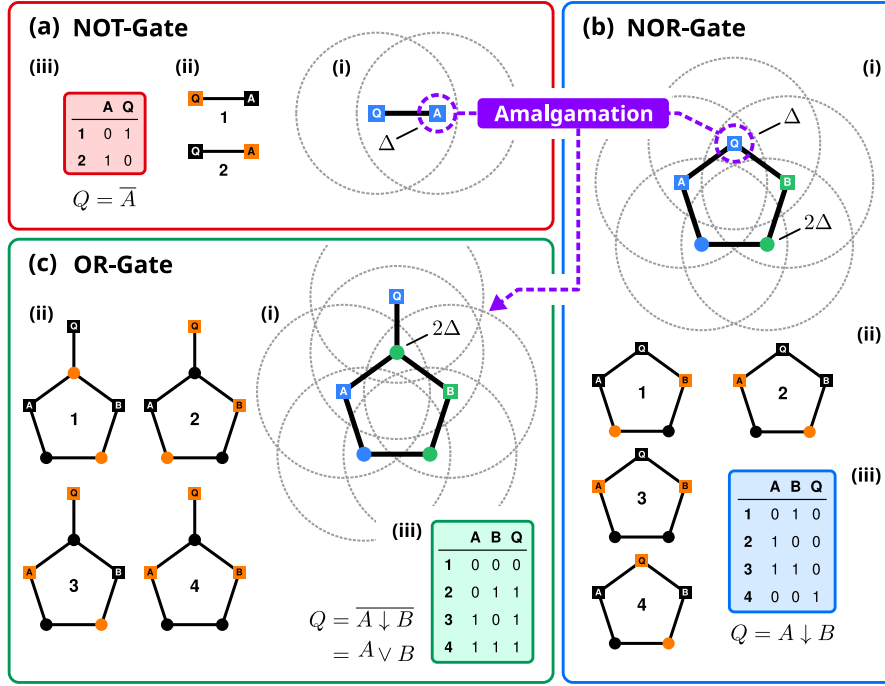 (a) NOT-Gate
(iii)
A Q
1 0 1
2 1 0
Q = A̅
(ii)
Q A
1
Q A
2
(i)
Q A
Δ
Amalgamation
(b) NOR-Gate
(i)
Q
Δ
A B
2Δ
(ii)
Q
A B
1
Q
A B
2
Q
A B
3
Q
A B
4
(iii)
A B Q
1 0 1 0
2 1 0 0
3 1 1 0
4 0 0 1
Q = A ↓ B
(c) OR-Gate
(ii)
Q
A B
1
Q
A B
2
Q
A B
3
Q
A B
4
(i)
Q
2Δ
A B
(iii)
A B Q
1 0 0 0
2 0 1 1
3 1 0 1
4 1 1 1
Q = \overline{A ↓ B}
= A ∨ B